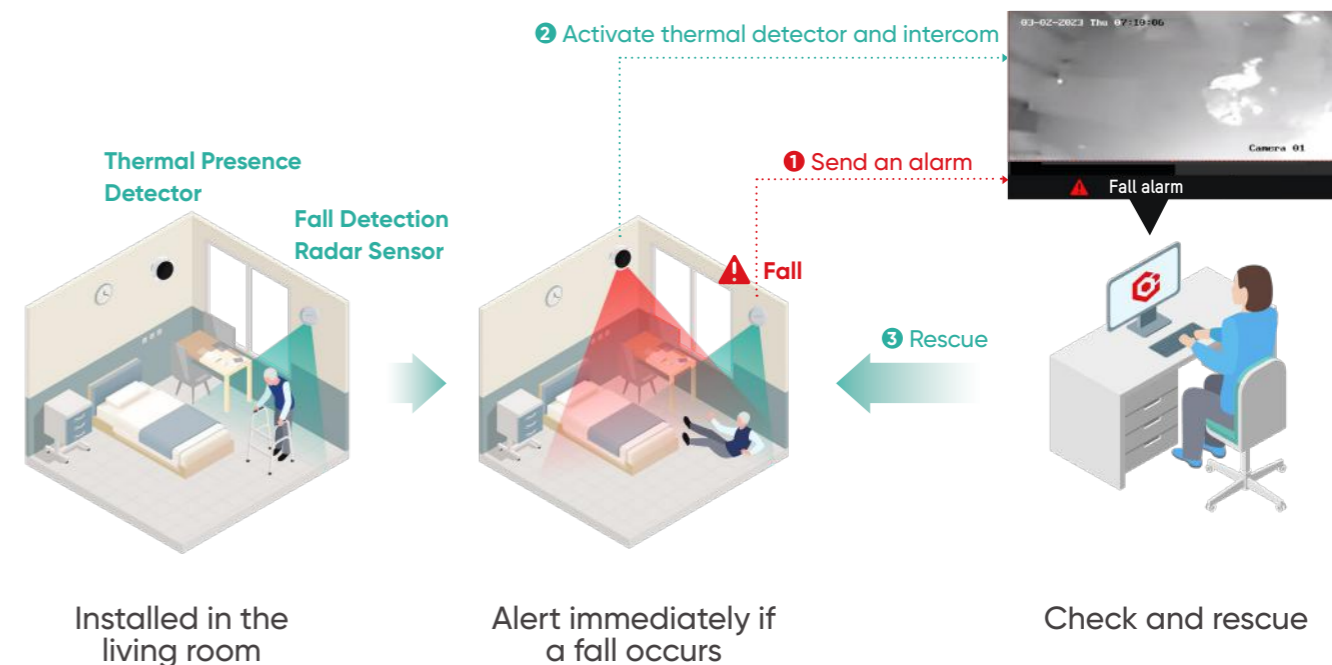 ❷ Activate thermal detector and intercom
03-02-2023 Thu 07:10:06
Camera 01
Fall alarm
❶ Send an alarm
Thermal Presence
Detector
Fall Detection
Radar Sensor
Fall
❸ Rescue
Installed in the
living room
Alert immediately if
a fall occurs
Check and rescue